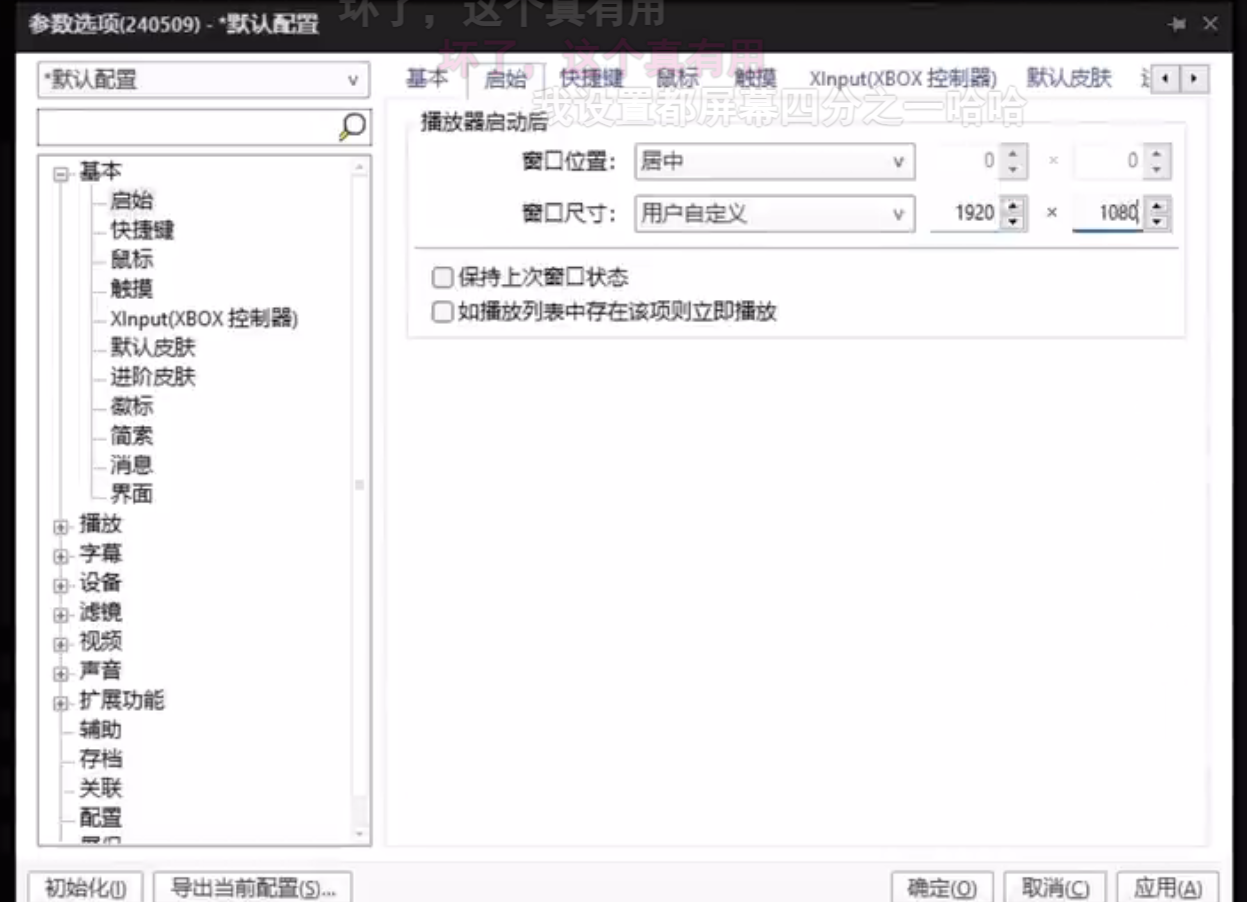 坏了，这个真有用
参数选项(240509) - *默认配置
坏了，这个真有用
*默认配置
基本 启始 快捷键 鼠标 触摸 XInput(XBOX 控制器) 默认皮肤
我设置都屏幕四分之一哈哈
播放器启动后
窗口位置： 居中 0 × 0
窗口尺寸： 用户自定义 1920 × 1080
保持上次窗口状态
如播放列表中存在该项则立即播放
基本
启始
快捷键
鼠标
触摸
XInput(XBOX 控制器)
默认皮肤
进阶皮肤
徽标
简索
消息
界面
播放
字幕
设备
滤镜
视频
声音
扩展功能
辅助
存档
关联
配置
初始化(I) 导出当前配置(S)... 确定(O) 取消(C) 应用(A)